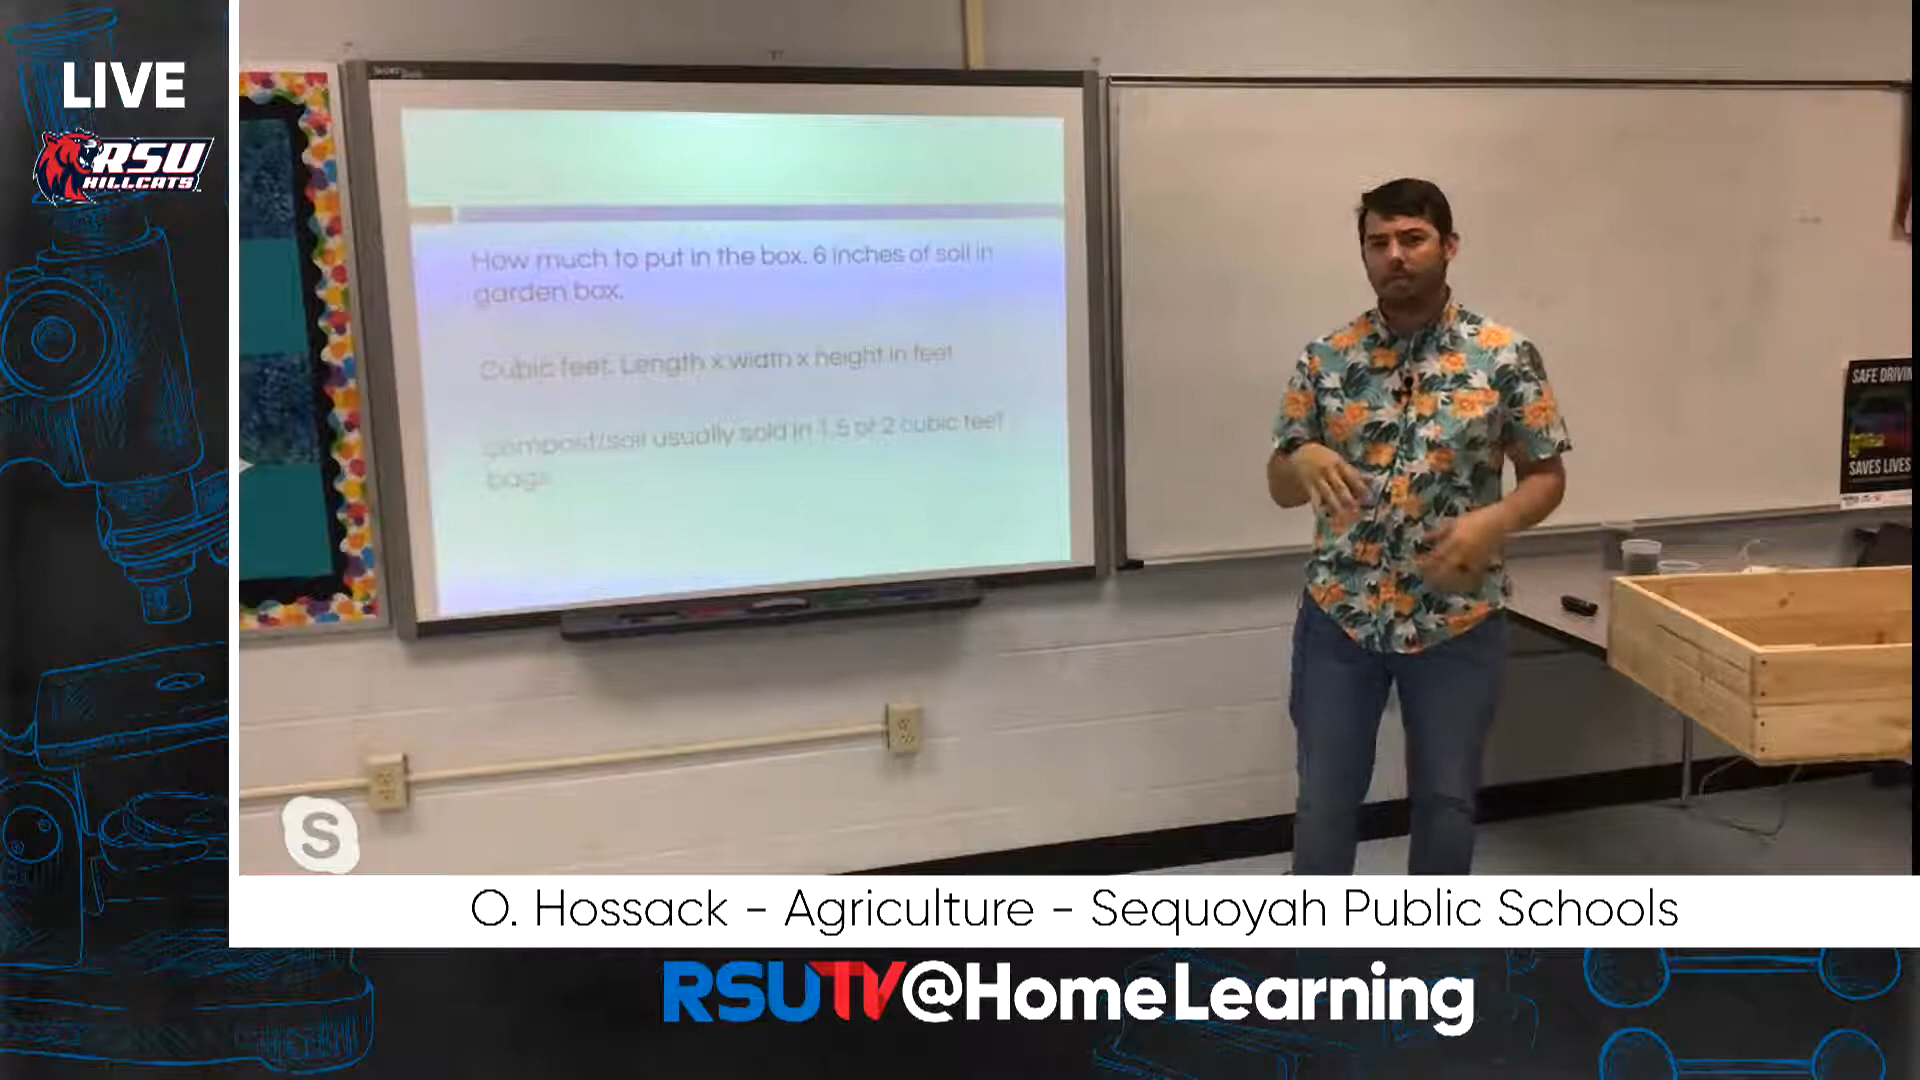 LIVE
RSU
HILLCATS
How much to put in the box. 6 inches of soil in
garden box.
Cubic feet. Length x width x height in feet
compost/soil usually sold in 1.5 or 2 cubic feet
bags
SAFE DRIVIN
SAVES LIVES
S
O. Hossack - Agriculture - Sequoyah Public Schools
RSUTV@HomeLearning